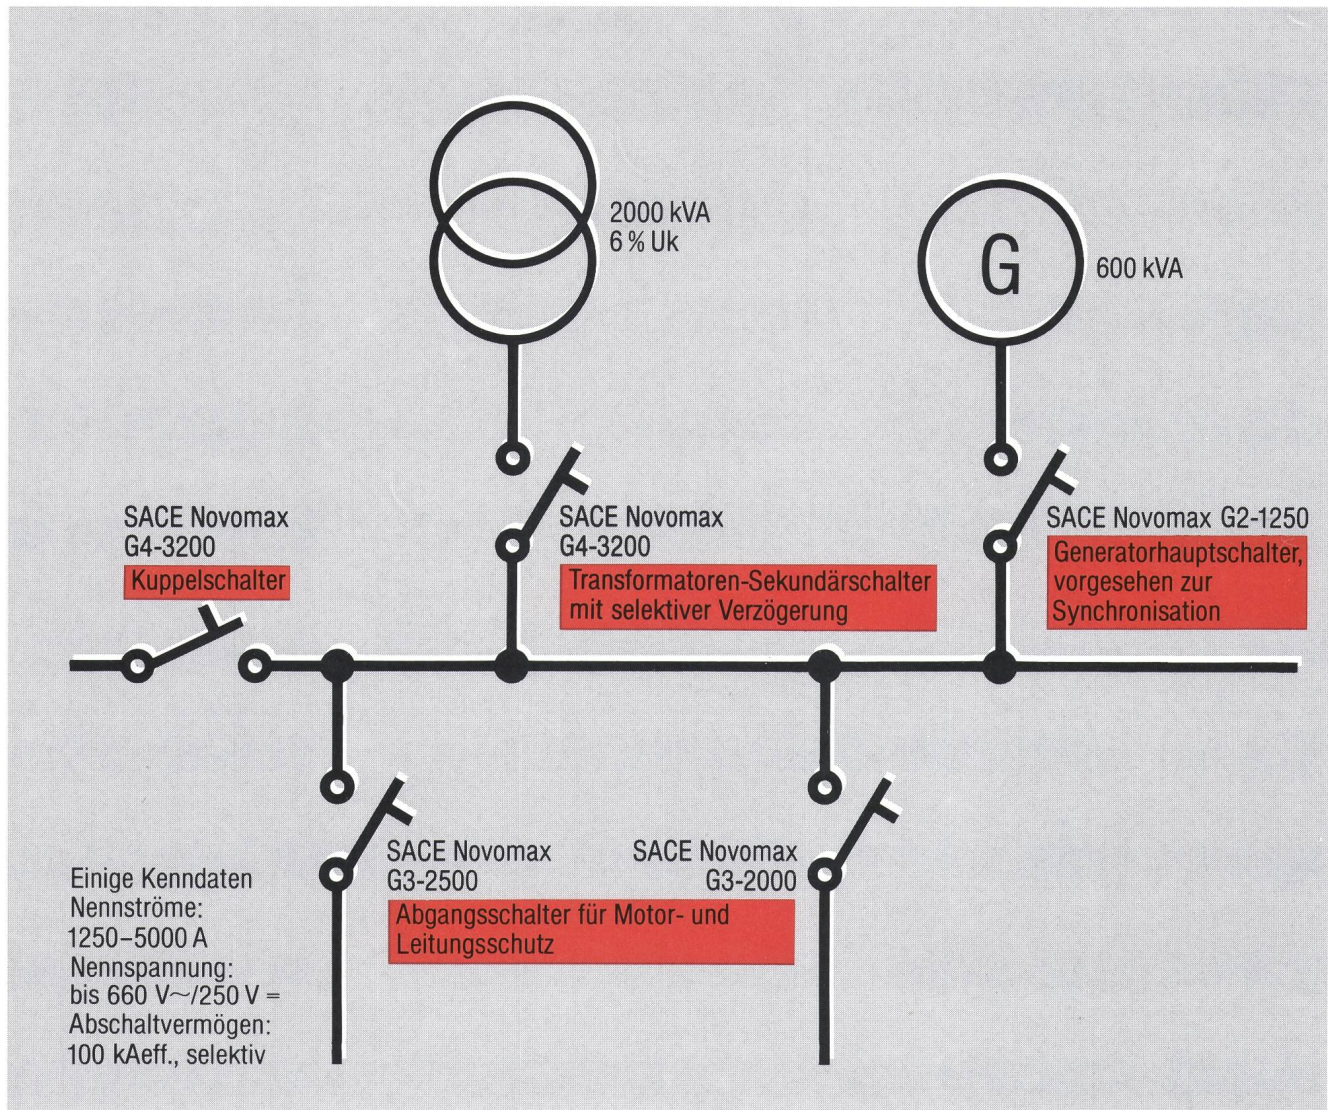 2000 kVA
6 % Uk
G
600 kVA
SACE Novomax
G4-3200
Kuppelschalter
SACE Novomax
G4-3200
Transformatoren-Sekundärschalter
mit selektiver Verzögerung
SACE Novomax G2-1250
Generatorhauptschalter,
vorgesehen zur
Synchronisation
SACE Novomax
G3-2500
Abgangsschalter für Motor- und
Leitungsschutz
SACE Novomax
G3-2000
Einige Kenndaten
Nennströme:
1250–5000 A
Nennspannung:
bis 660 V~/250 V =
Abschaltvermögen:
100 kAeff., selektiv